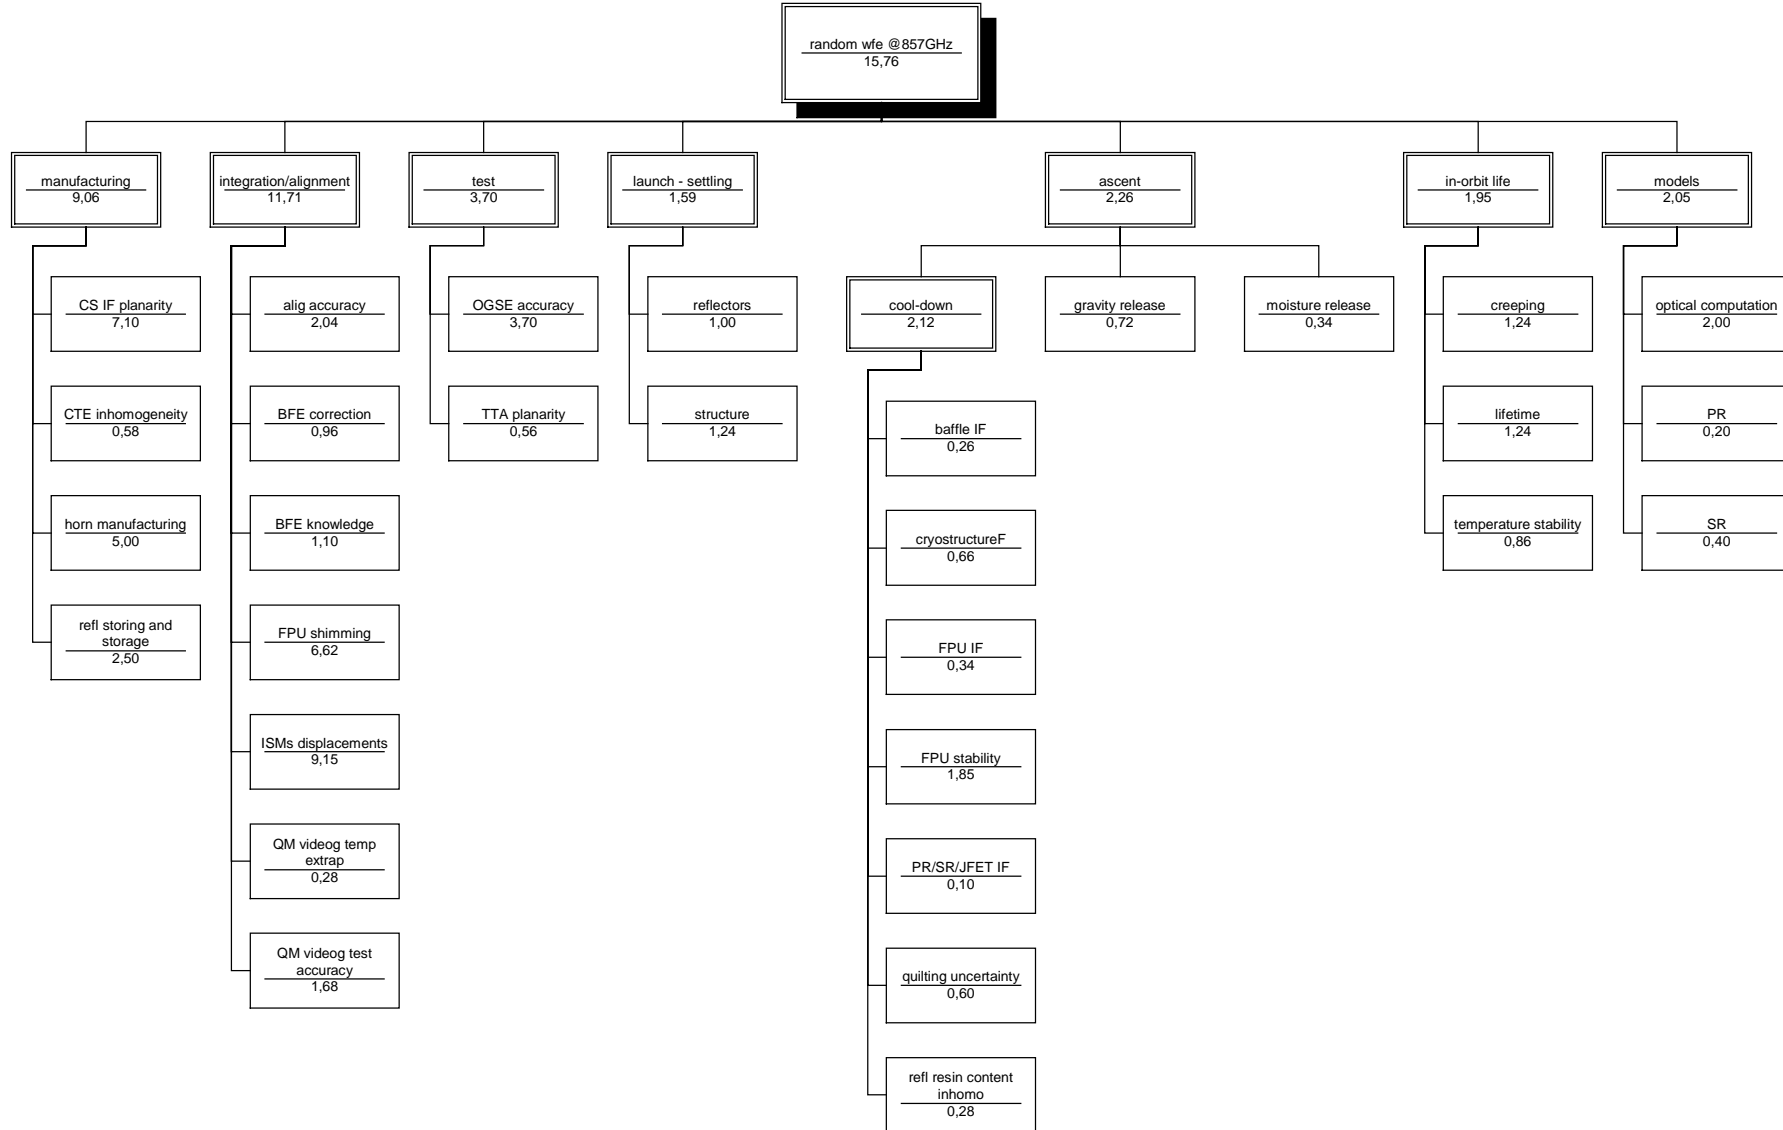 random wfe @857GHz
15,76
manufacturing
9,06
integration/alignment
11,71
test
3,70
launch - settling
1,59
ascent
2,26
in-orbit life
1,95
models
2,05
CS IF planarity
7,10
CTE inhomogeneity
0,58
horn manufacturing
5,00
refl storing and
storage
2,50
alig accuracy
2,04
BFE correction
0,96
BFE knowledge
1,10
FPU shimming
6,62
ISMs displacements
9,15
QM videog temp
extrap
0,28
QM videog test
accuracy
1,68
OGSE accuracy
3,70
TTA planarity
0,56
reflectors
1,00
structure
1,24
cool-down
2,12
gravity release
0,72
moisture release
0,34
baffle IF
0,26
cryostructureF
0,66
FPU IF
0,34
FPU stability
1,85
PR/SR/JFET IF
0,10
quilting uncertainty
0,60
refl resin content
inhomo
0,28
creeping
1,24
lifetime
1,24
temperature stability
0,86
optical computation
2,00
PR
0,20
SR
0,40